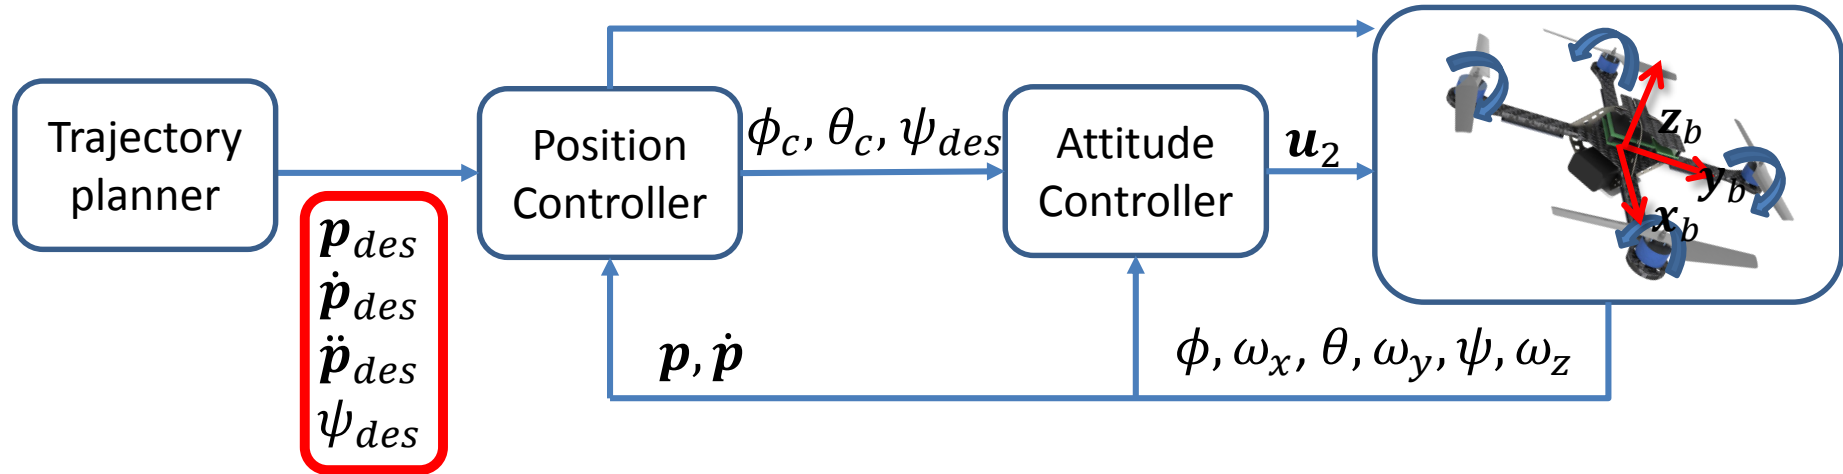 Trajectory
planner
𝒑_des
𝒑̇_des
𝒑̈_des
ψ_des
Position
Controller
ϕ_c, θ_c, ψ_des
Attitude
Controller
𝒖_2
𝒛_b
𝒚_b
𝒙_b
𝒑, 𝒑̇
ϕ, ω_x, θ, ω_y, ψ, ω_z